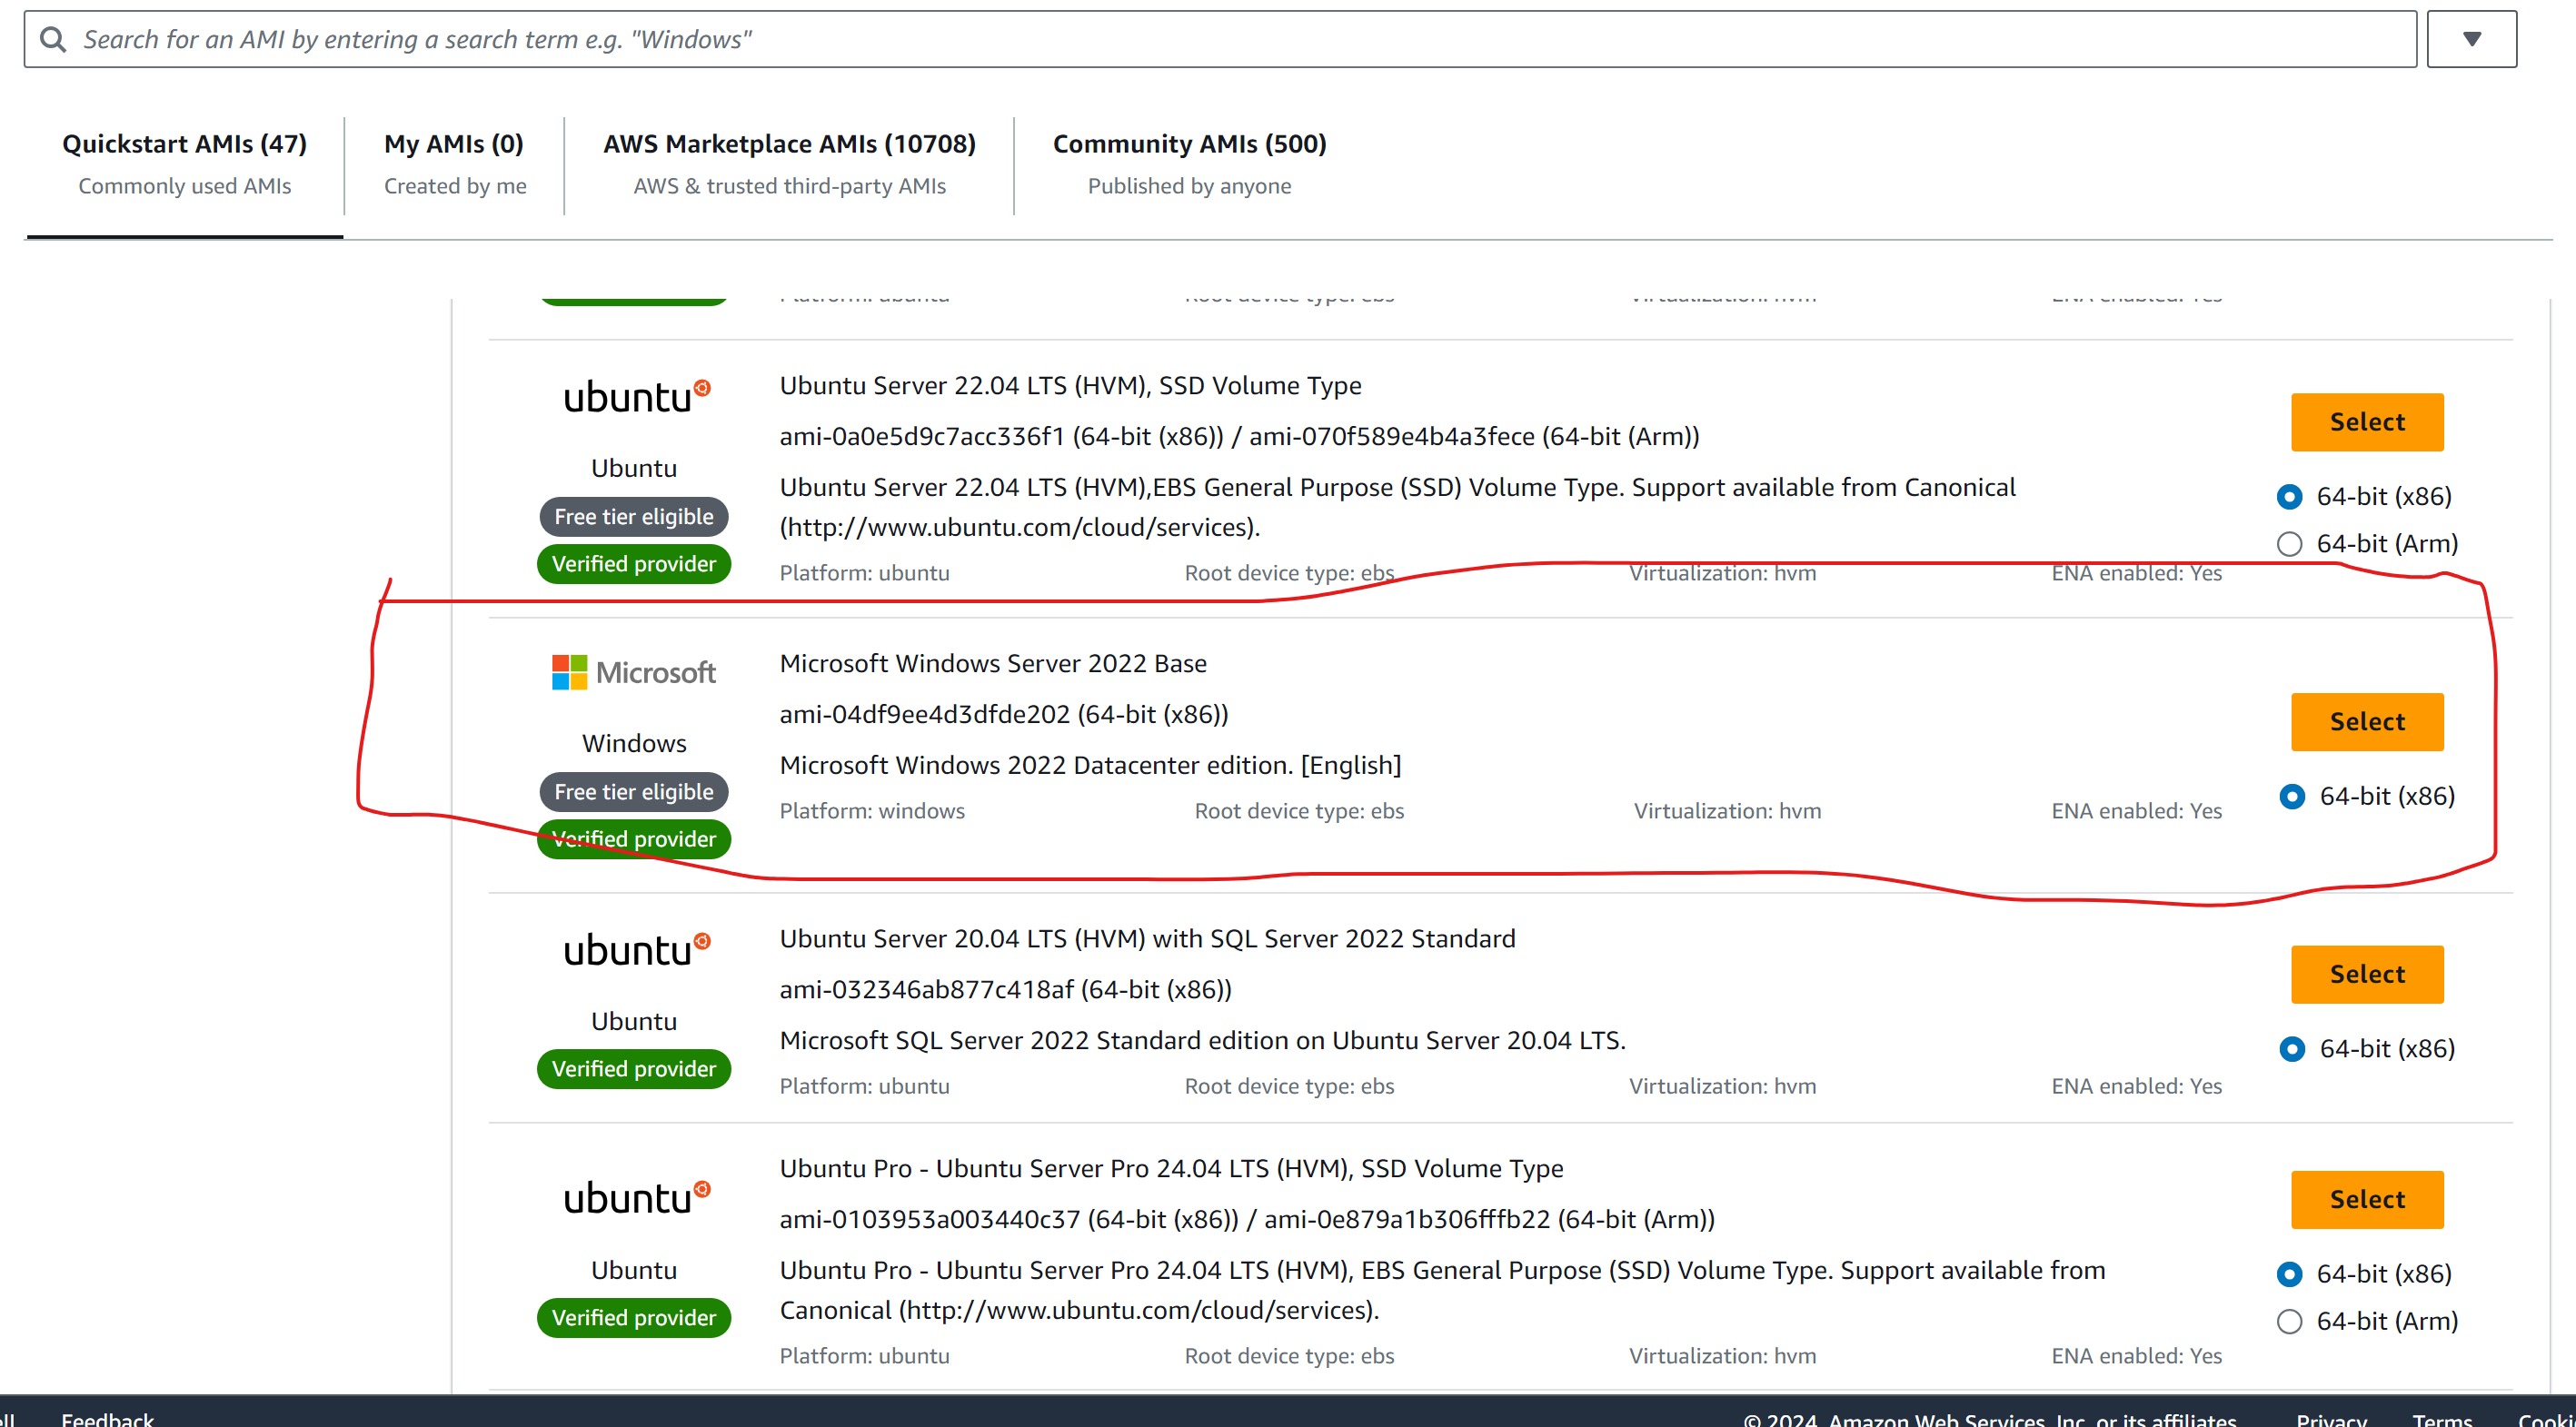 Search for an AMI by entering a search term e.g. "Windows"
Quickstart AMIs (47)
Commonly used AMIs
My AMIs (0)
Created by me
AWS Marketplace AMIs (10708)
AWS & trusted third-party AMIs
Community AMIs (500)
Published by anyone
Platform: ubuntu Root device type: ebs Virtualization: hvm ENA enabled: Yes
ubuntu
Ubuntu
Free tier eligible
Verified provider
Ubuntu Server 22.04 LTS (HVM), SSD Volume Type
ami-0a0e5d9c7acc336f1 (64-bit (x86)) / ami-070f589e4b4a3fece (64-bit (Arm))
Ubuntu Server 22.04 LTS (HVM),EBS General Purpose (SSD) Volume Type. Support available from Canonical
(http://www.ubuntu.com/cloud/services).
Platform: ubuntu Root device type: ebs Virtualization: hvm ENA enabled: Yes
Select
64-bit (x86)
64-bit (Arm)
Microsoft
Windows
Free tier eligible
Verified provider
Microsoft Windows Server 2022 Base
ami-04df9ee4d3dfde202 (64-bit (x86))
Microsoft Windows 2022 Datacenter edition. [English]
Platform: windows Root device type: ebs Virtualization: hvm ENA enabled: Yes
Select
64-bit (x86)
ubuntu
Ubuntu
Verified provider
Ubuntu Server 20.04 LTS (HVM) with SQL Server 2022 Standard
ami-032346ab877c418af (64-bit (x86))
Microsoft SQL Server 2022 Standard edition on Ubuntu Server 20.04 LTS.
Platform: ubuntu Root device type: ebs Virtualization: hvm ENA enabled: Yes
Select
64-bit (x86)
ubuntu
Ubuntu
Verified provider
Ubuntu Pro - Ubuntu Server Pro 24.04 LTS (HVM), SSD Volume Type
ami-0103953a003440c37 (64-bit (x86)) / ami-0e879a1b306fffb22 (64-bit (Arm))
Ubuntu Pro - Ubuntu Server Pro 24.04 LTS (HVM), EBS General Purpose (SSD) Volume Type. Support available from
Canonical (http://www.ubuntu.com/cloud/services).
Platform: ubuntu Root device type: ebs Virtualization: hvm ENA enabled: Yes
Select
64-bit (x86)
64-bit (Arm)
Feedback © 2024, Amazon Web Services, Inc. or its affiliates. Privacy Terms